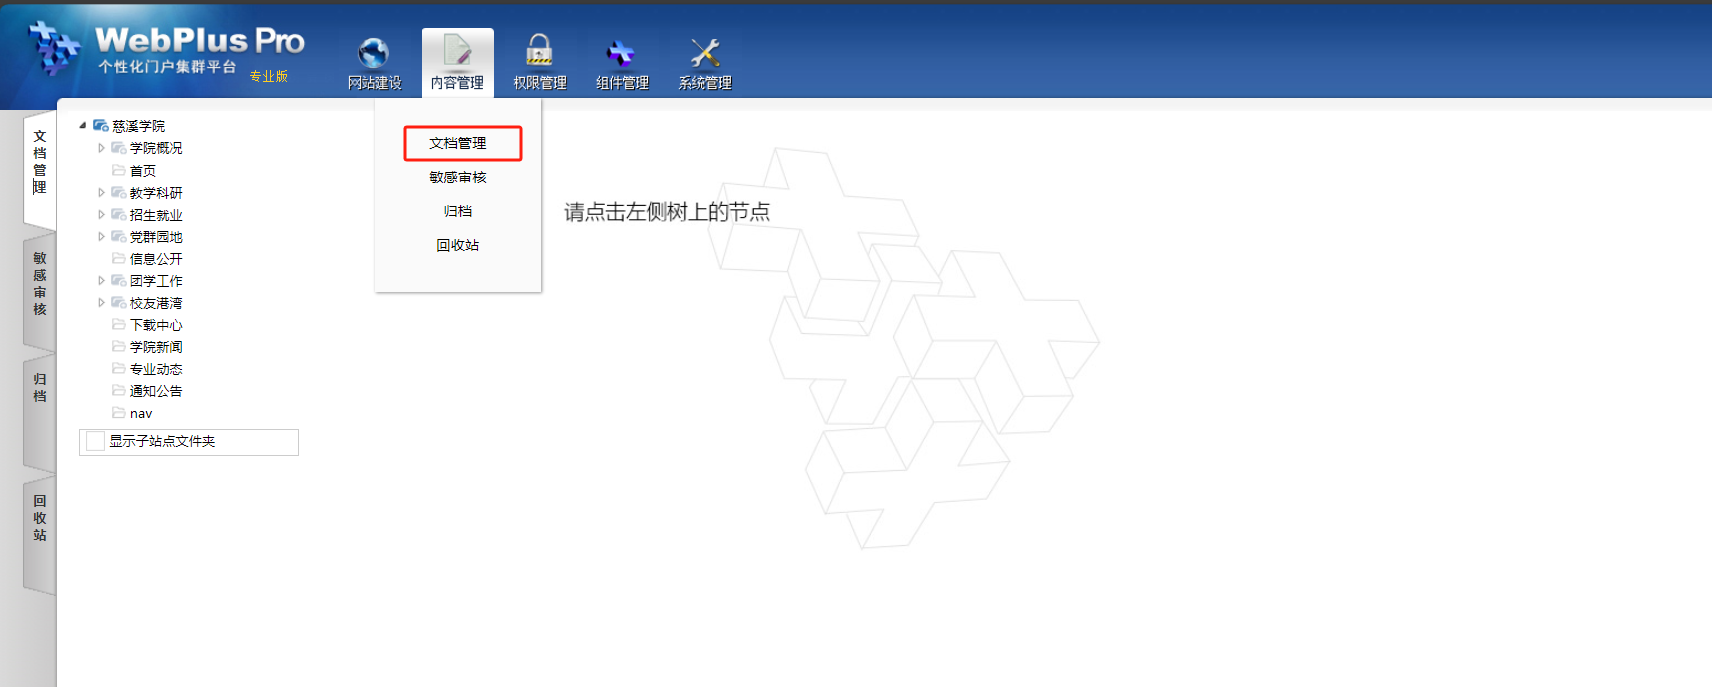 WebPlus Pro
个性化门户集群平台 专业版
网站建设 内容管理 权限管理 组件管理 系统管理
文档管理
敏感审核
归档
回收站
文档管理
敏感审核
归档
回收站
慈溪学院
学院概况
首页
教学科研
招生就业
党群园地
信息公开
团学工作
校友港湾
下载中心
学院新闻
专业动态
通知公告
nav
显示子站点文件夹
请点击左侧树上的节点